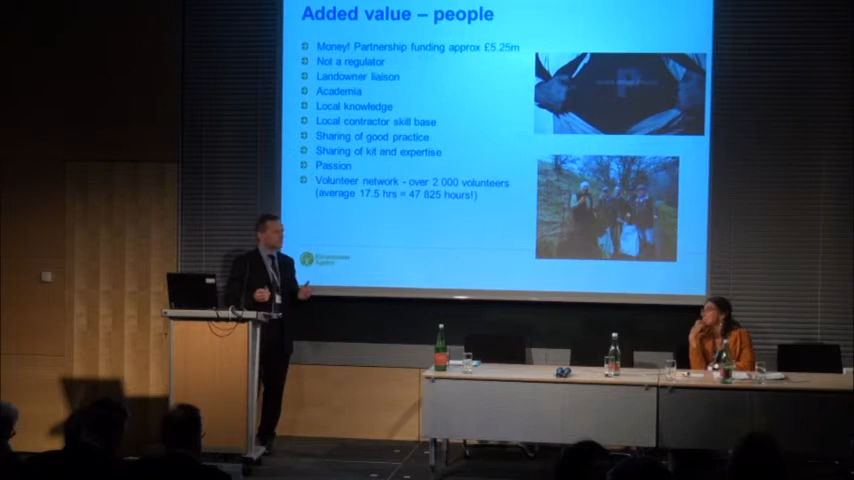 Added value – people
Money! Partnership funding approx £5.25m
Not a regulator
Landowner liaison
Academia
Local knowledge
Local contractor skill base
Sharing of good practice
Sharing of kit and expertise
Passion
Volunteer network - over 2 000 volunteers
(average 17.5 hrs = 47 825 hours!)
Environment
Agency